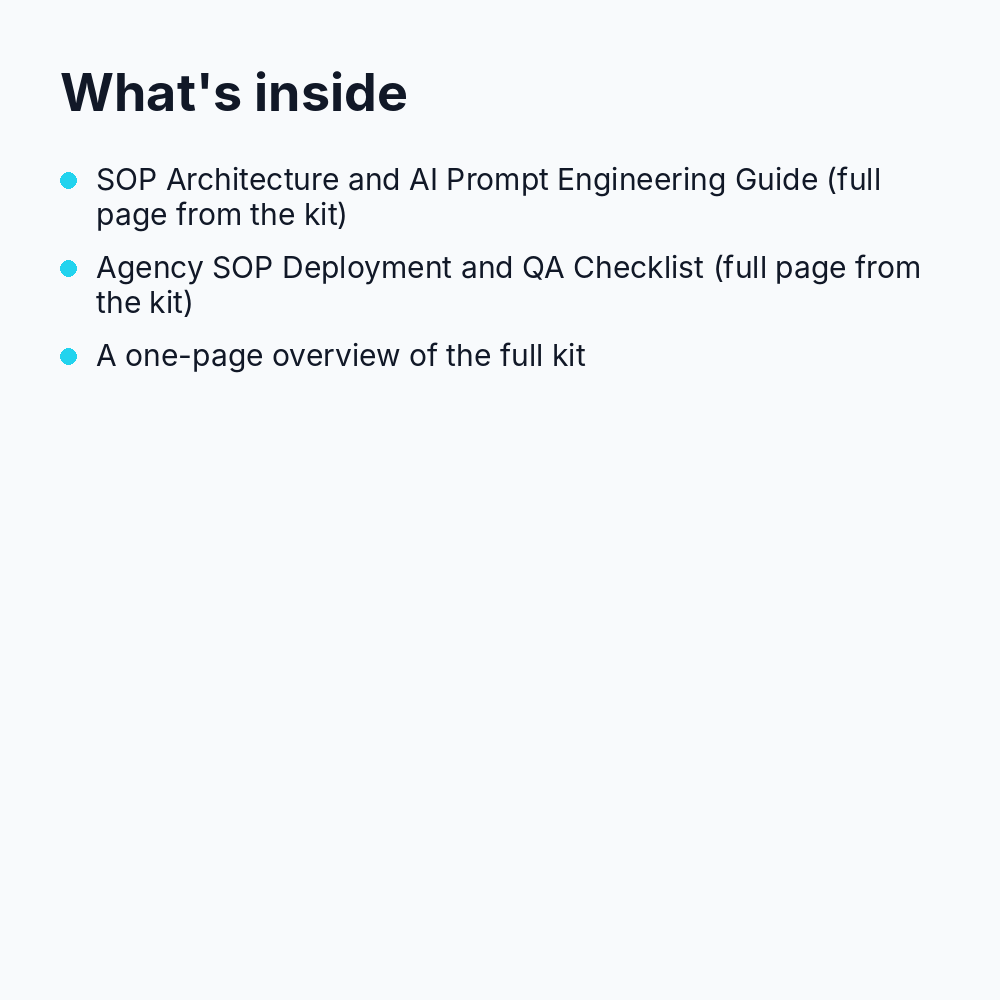 What's inside
SOP Architecture and AI Prompt Engineering Guide (full
page from the kit)
Agency SOP Deployment and QA Checklist (full page from
the kit)
A one-page overview of the full kit